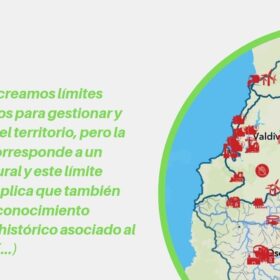 creamos límites
os para gestionar y
el territorio, pero la
orresponde a un
ural y este límite
plica que también
conocimiento
histórico asociado al
(...)
Valdiv
Oso